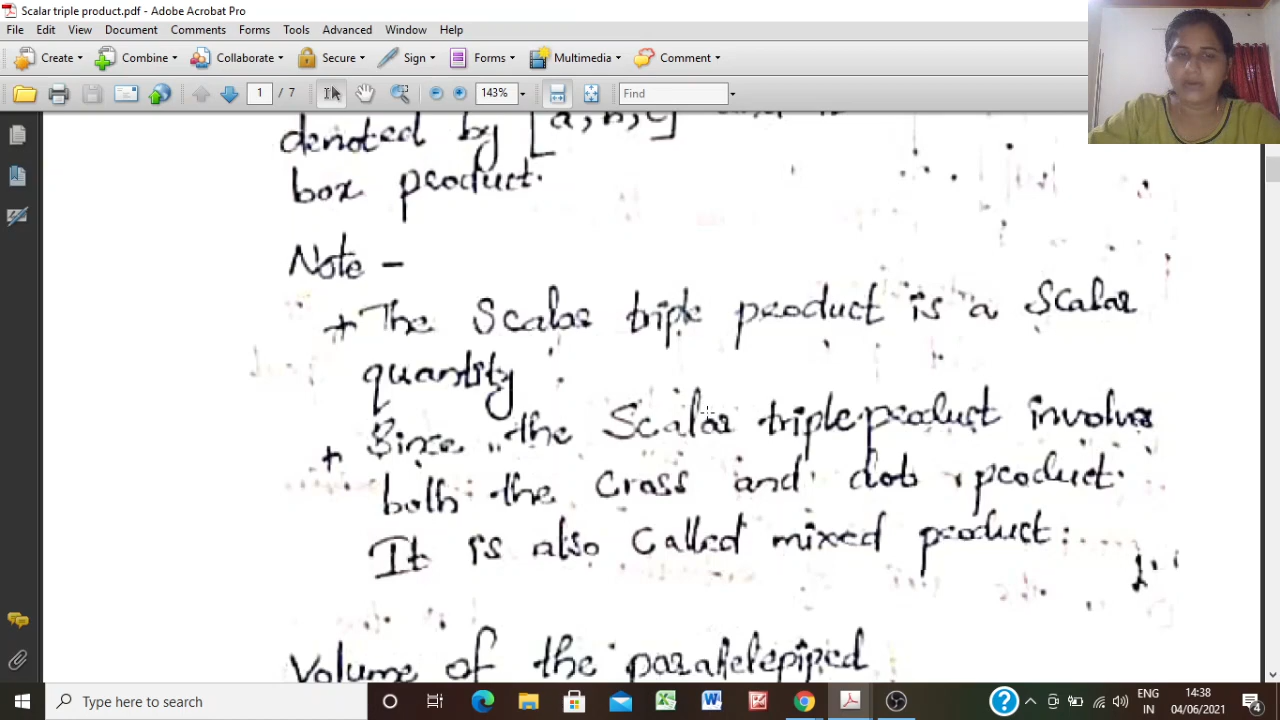 Scalar triple product.pdf - Adobe Acrobat Pro
File Edit View Document Comments Forms Tools Advanced Window Help
Create Combine Collaborate Secure Sign Forms Multimedia Comment
1 / 7 143% Find
denoted by [a, b, c]
box product.
Note -
+ The Scalar triple product is a Scalar
quantity
+ Since the Scalar triple product involves
both the Cross and dot product.
It is also Called mixed product.
Volume of the parallelepiped
Type here to search
ENG 14:38
IN 04/06/2021
4